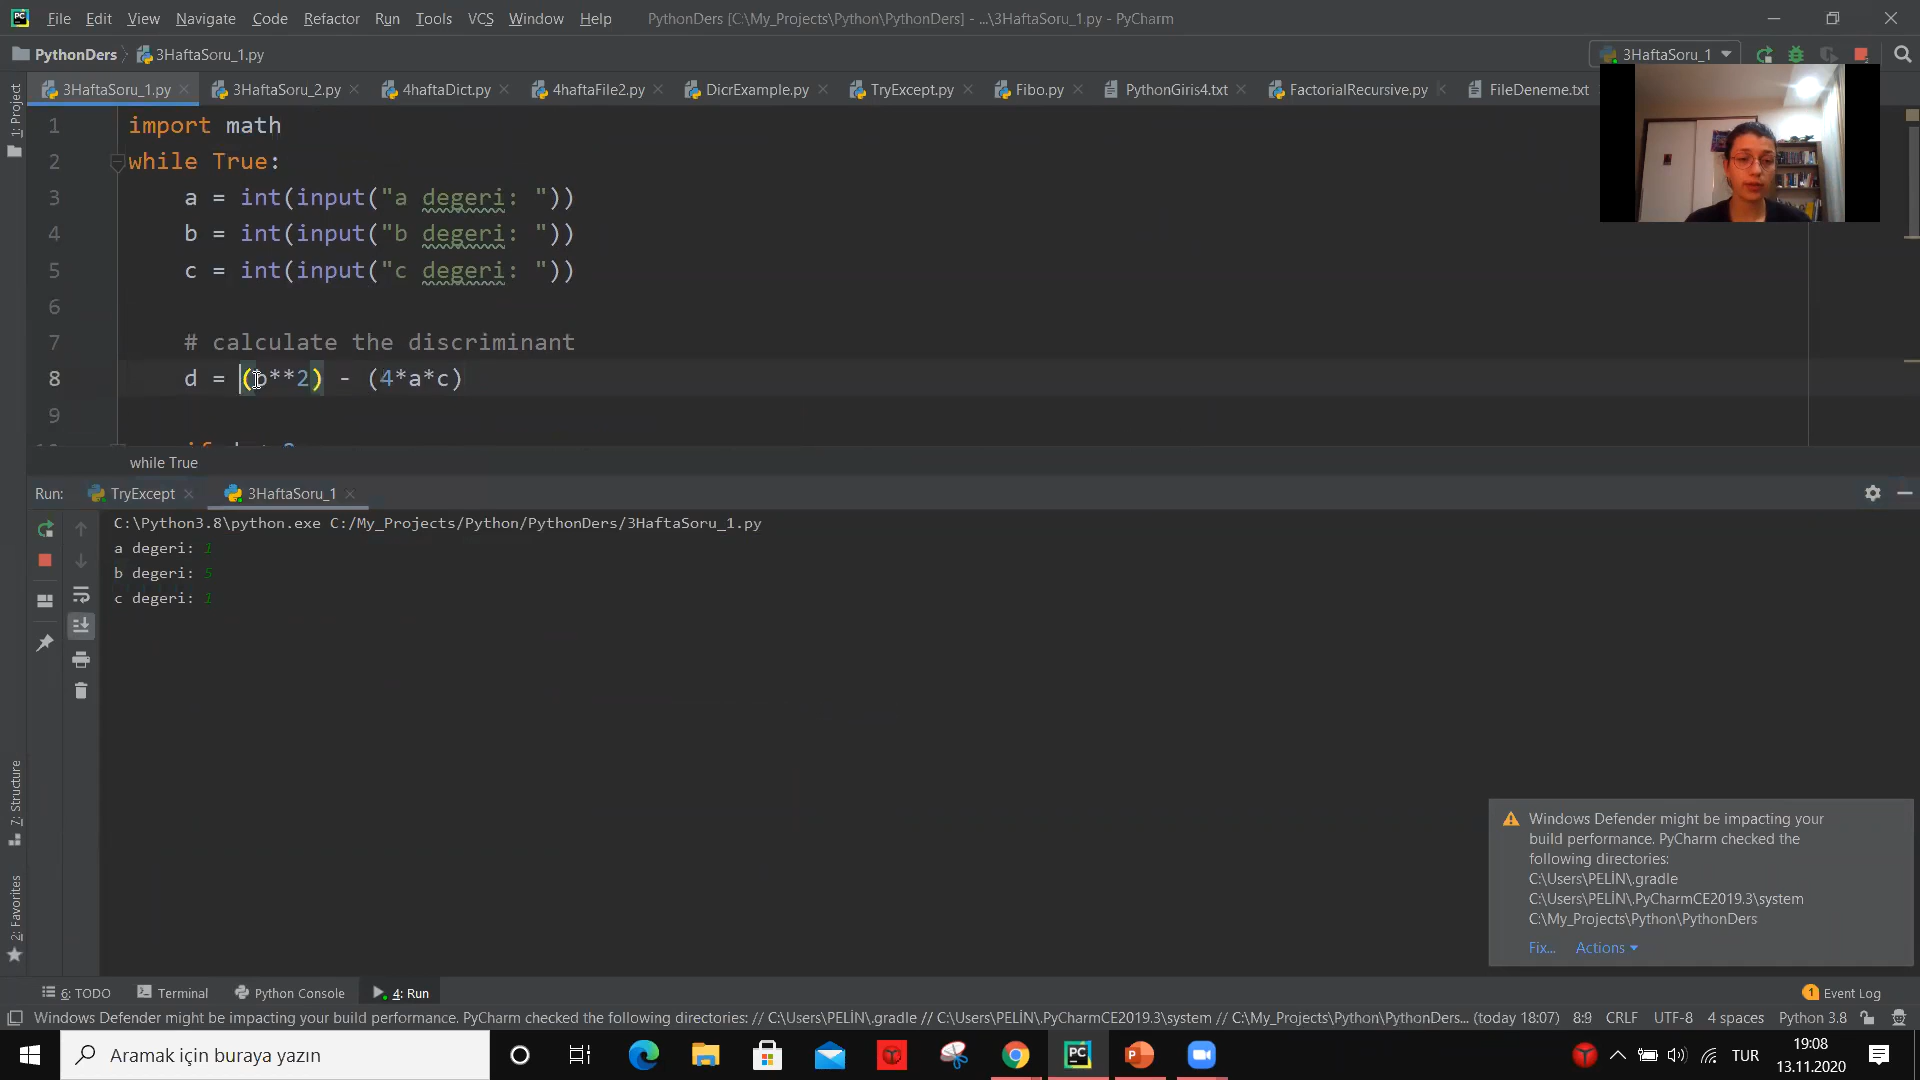 File Edit View Navigate Code Refactor Run Tools VCS Window Help PythonDers [C:\My_Projects\Python\PythonDers] - ...\3HaftaSoru_1.py - PyCharm
PythonDers 3HaftaSoru_1.py 3HaftaSoru_1
3HaftaSoru_1.py 3HaftaSoru_2.py 4haftaDict.py 4haftaFile2.py DicrExample.py TryExcept.py Fibo.py PythonGiris4.txt FactorialRecursive.py FileDeneme.txt
1: Project
1 import math
2 while True:
3 a = int(input("a degeri: "))
4 b = int(input("b degeri: "))
5 c = int(input("c degeri: "))
6
7 # calculate the discriminant
8 d = (b**2) - (4*a*c)
9
while True
Run: TryExcept 3HaftaSoru_1
C:\Python3.8\python.exe C:/My_Projects/Python/PythonDers/3HaftaSoru_1.py
a degeri: 1
b degeri: 5
c degeri: 1
7: Structure
2: Favorites
Windows Defender might be impacting your
build performance. PyCharm checked the
following directories:
C:\Users\PELİN\.gradle
C:\Users\PELİN\.PyCharmCE2019.3\system
C:\My_Projects\Python\PythonDers
Fix... Actions
6: TODO Terminal Python Console 4: Run 1 Event Log
Windows Defender might be impacting your build performance. PyCharm checked the following directories: // C:\Users\PELİN\.gradle // C:\Users\PELİN\.PyCharmCE2019.3\system // C:\My_Projects\Python\PythonDers... (today 18:07) 8:9 CRLF UTF-8 4 spaces Python 3.8
Aramak için buraya yazın
PC
TUR
19:08
13.11.2020